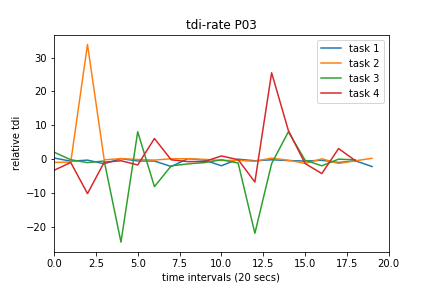 tdi-rate P03
task 1
task 2
task 3
task 4
30
20
10
0
−10
−20
relative tdi
0.0 2.5 5.0 7.5 10.0 12.5 15.0 17.5 20.0
time intervals (20 secs)